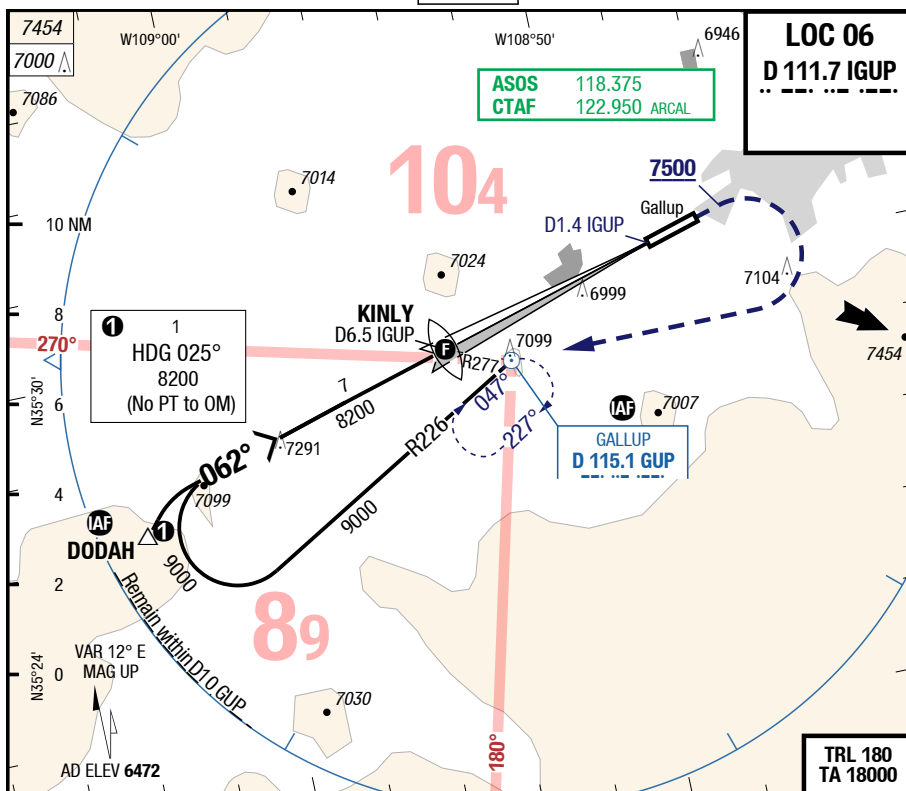 7454
7000
W109°00'
W108°50'
6946
LOC 06
D 111.7 IGUP
ASOS 118.375
CTAF 122.950 ARCAL
7086
7014
104
7500
Gallup
D1.4 IGUP
10 NM
7024
7104
6999
KINLY
D6.5 IGUP
F
8
270°
1 1
HDG 025°
8200
(No PT to OM)
7454
7099
R277
N35°30'
6
7
8200
047°
227°
IAF
7007
R226
GALLUP
D 115.1 GUP
7291
062°
4
7099
9000
IAF
DODAH
1
9000
2
Remain within D10 GUP
89
VAR 12° E
MAG UP
N35°24'
0
7030
180°
AD ELEV 6472
TRL 180
TA 18000